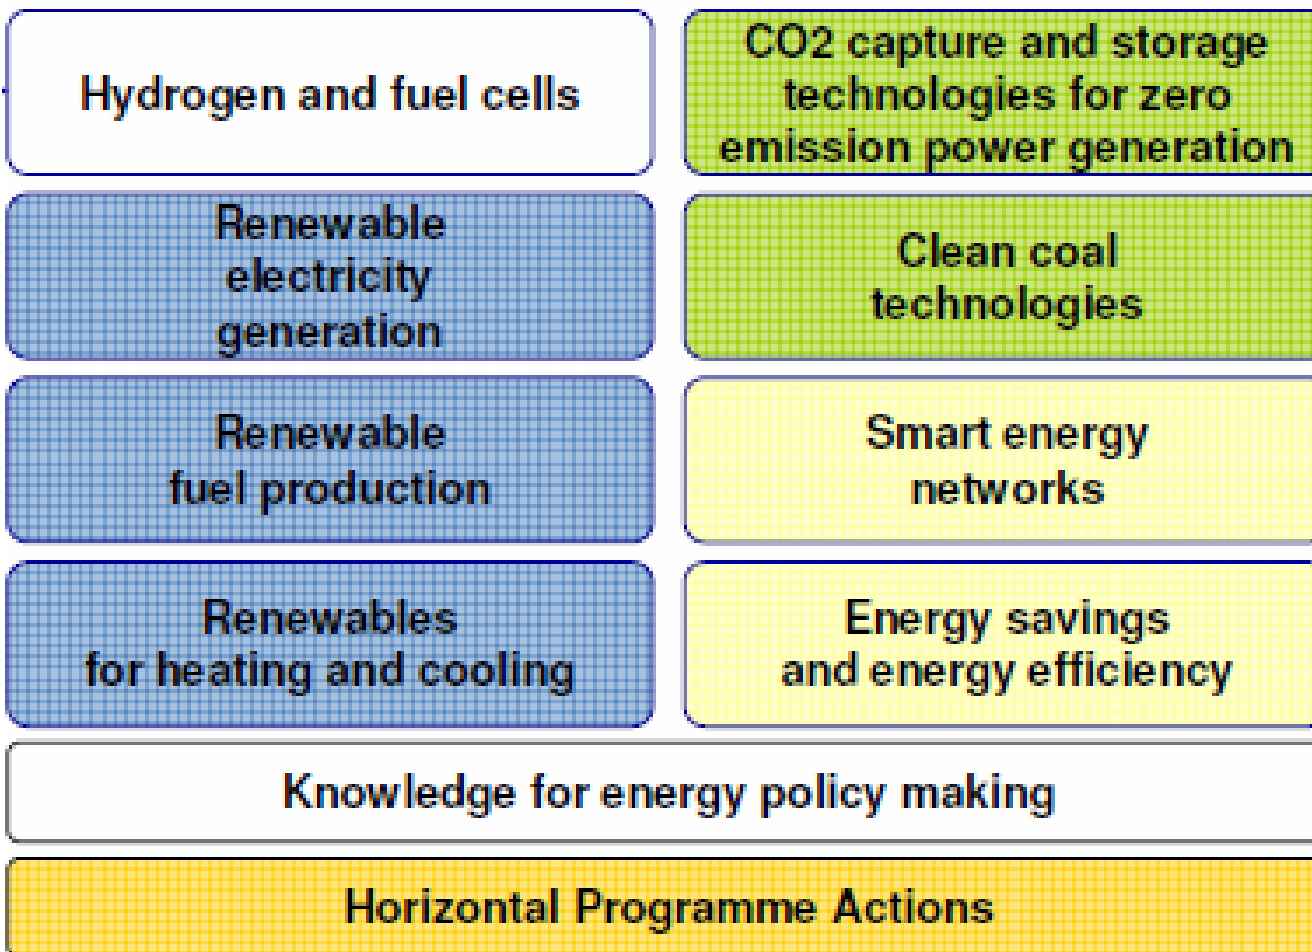 Hydrogen and fuel cells
CO2 capture and storage
technologies for zero
emission power generation
Renewable
electricity
generation
Clean coal
technologies
Renewable
fuel production
Smart energy
networks
Renewables
for heating and cooling
Energy savings
and energy efficiency
Knowledge for energy policy making
Horizontal Programme Actions